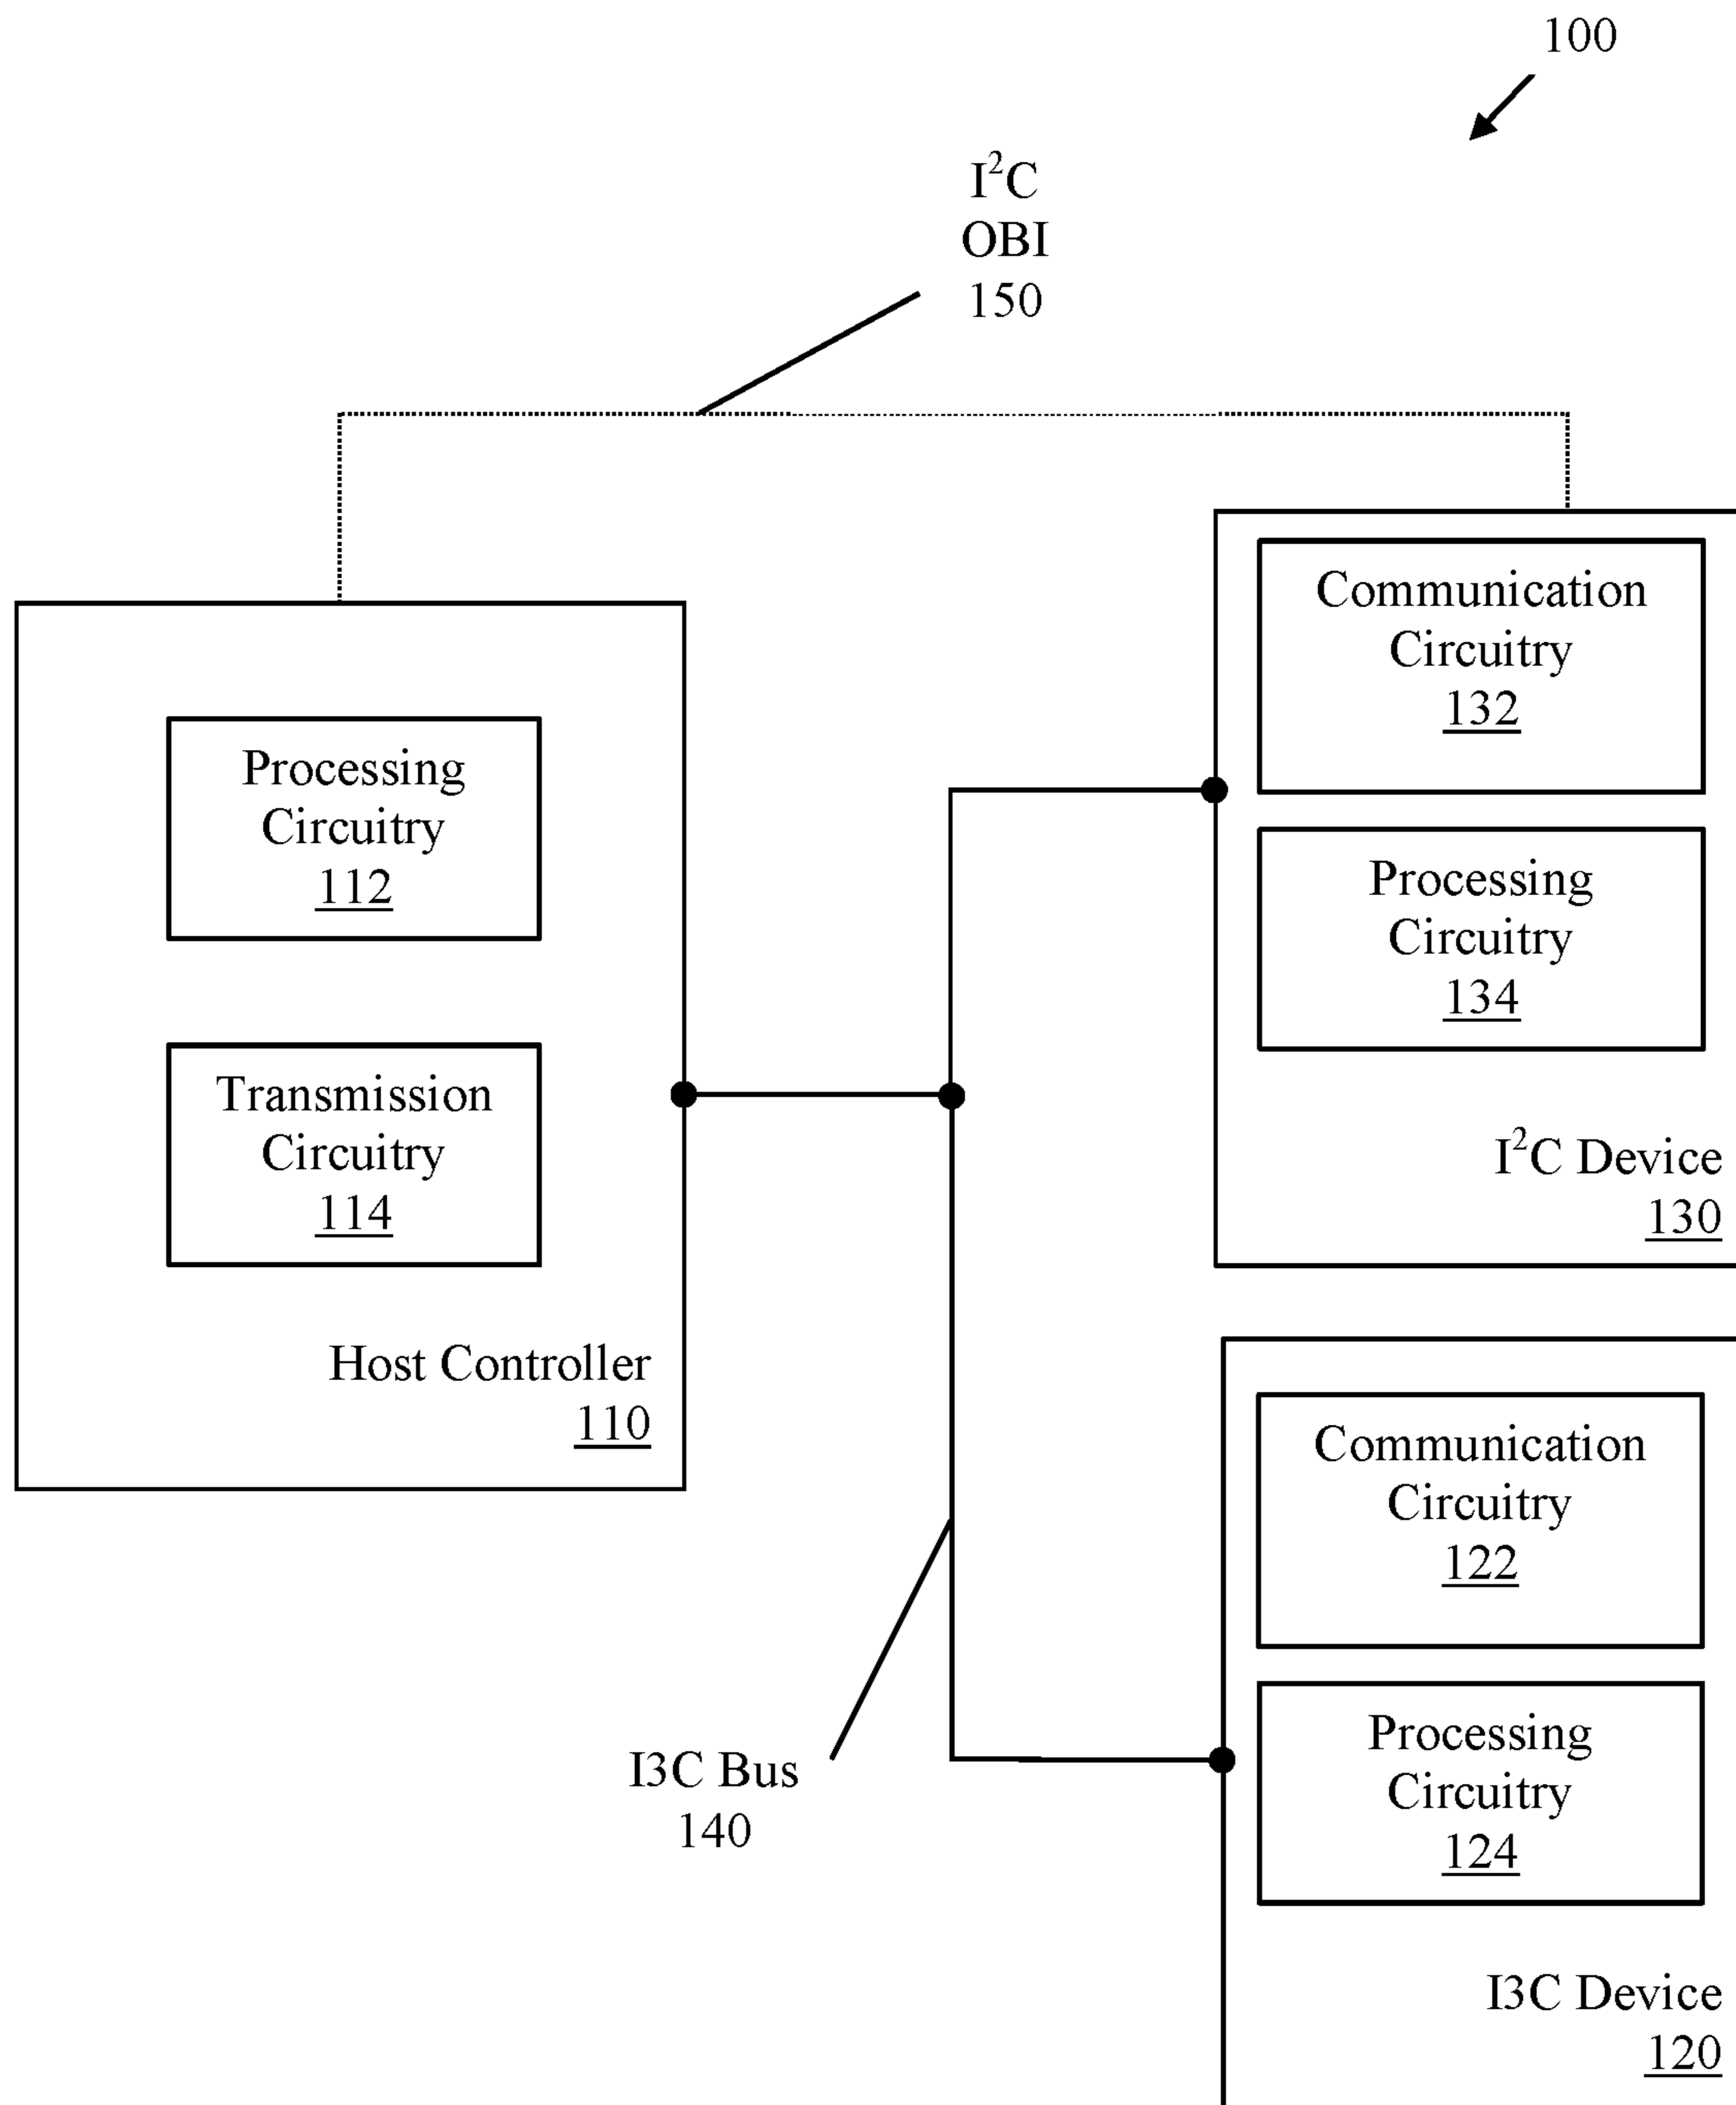 100
I²C
OBI
150
Processing
Circuitry
112
Transmission
Circuitry
114
Host Controller
110
Communication
Circuitry
132
Processing
Circuitry
134
I²C Device
130
Communication
Circuitry
122
Processing
Circuitry
124
I3C Device
120
I3C Bus
140